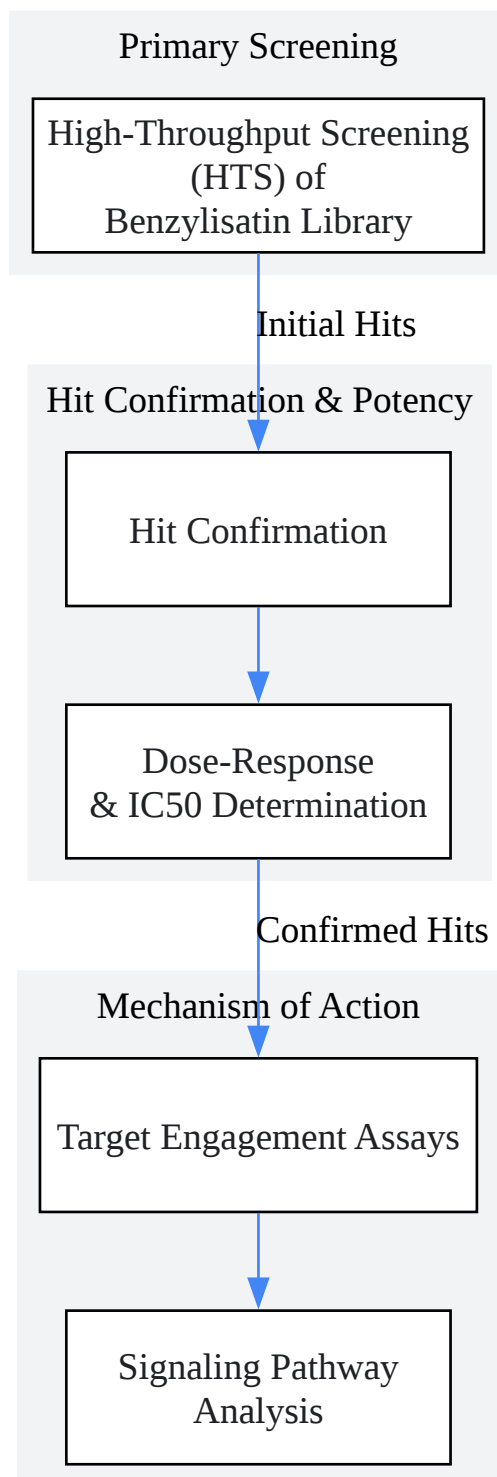 Primary Screening
High-Throughput Screening
(HTS) of
Benzylisatin Library
Initial Hits
Hit Confirmation & Potency
Hit Confirmation
Dose-Response
& IC50 Determination
Confirmed Hits
Mechanism of Action
Target Engagement Assays
Signaling Pathway
Analysis